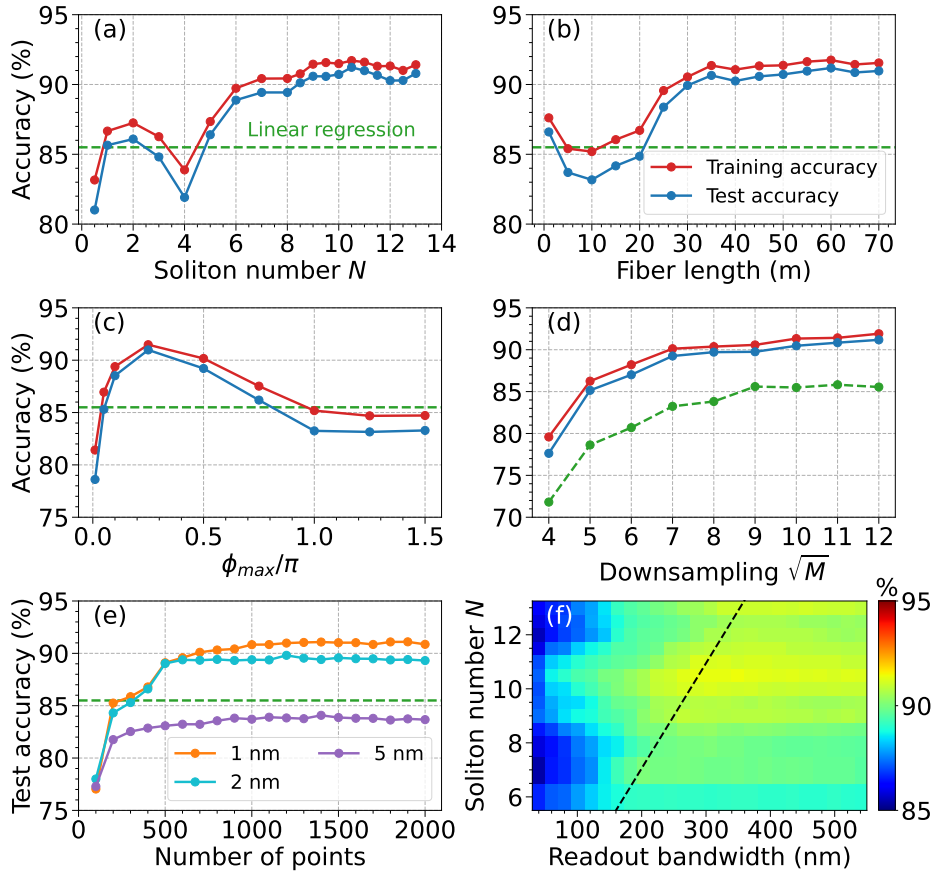 (a)
Accuracy (%)
95
90
85
80
Linear regression
0 2 4 6 8 10 12 14
Soliton number N
(b)
95
90
85
80
Training accuracy
Test accuracy
0 10 20 30 40 50 60 70
Fiber length (m)
(c)
Accuracy (%)
95
90
85
80
75
0.0 0.5 1.0 1.5
ϕmax/π
(d)
95
90
85
80
75
70
4 5 6 7 8 9 10 11 12
Downsampling √M
(e)
Test accuracy (%)
95
90
85
80
75
1 nm
2 nm
5 nm
0 500 1000 1500 2000
Number of points
(f)
Soliton number N
12
10
8
6
100 200 300 400 500
Readout bandwidth (nm)
%
95
90
85